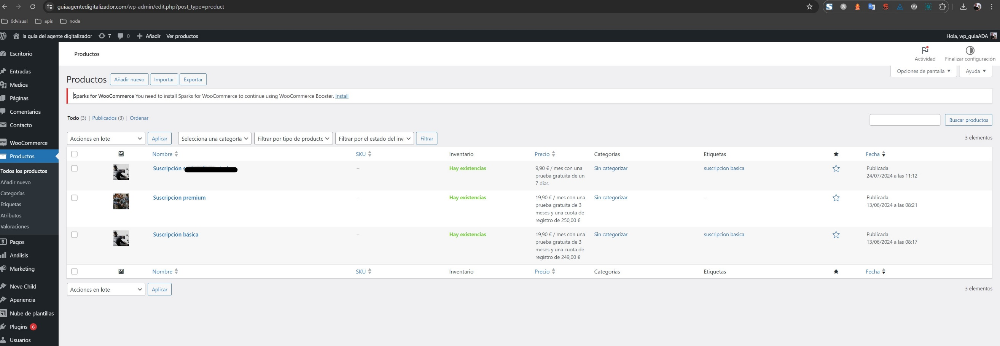 guiaagentedigitalizador.com/wp-admin/edit.php?post_type=product
6dvisual apis node
la guía del agente digitalizador 7 0 Añadir Ver productos Hola, wp_guiaADA
Escritorio
Entradas
Medios
Páginas
Comentarios
Contacto
WooCommerce
Productos
Todos los productos
Añadir nuevo
Categorías
Etiquetas
Atributos
Valoraciones
Pagos
Análisis
Marketing
Neve Child
Apariencia
Nube de plantillas
Plugins 6
Usuarios
Productos
Actividad Finalizar configuración
Opciones de pantalla Ayuda
Productos Añadir nuevo Importar Exportar
Sparks for WooCommerce You need to install Sparks for WooCommerce to continue using WooCommerce Booster. Install
Todo (3) | Publicados (3) | Ordenar
Buscar productos
Acciones en lote Aplicar Selecciona una categoría Filtrar por tipo de producto Filtrar por el estado del inv Filtrar
3 elementos
Nombre SKU Inventario Precio Categorías Etiquetas Fecha
Suscripción – Hay existencias 9,90 € / mes con una Sin categorizar suscripcion basica Publicada
prueba gratuita de un 24/07/2024 a las 11:12
7 dias
Suscripcion premium – Hay existencias 19,90 € / mes con una Sin categorizar – Publicada
prueba gratuita de 3 13/06/2024 a las 08:21
meses y una cuota de
registro de 250,00 €
Suscripción básica – Hay existencias 19,90 € / mes con una Sin categorizar suscripcion basica Publicada
prueba gratuita de 3 13/06/2024 a las 08:17
meses y una cuota de
registro de 249,00 €
Nombre SKU Inventario Precio Categorías Etiquetas Fecha
Acciones en lote Aplicar
3 elementos